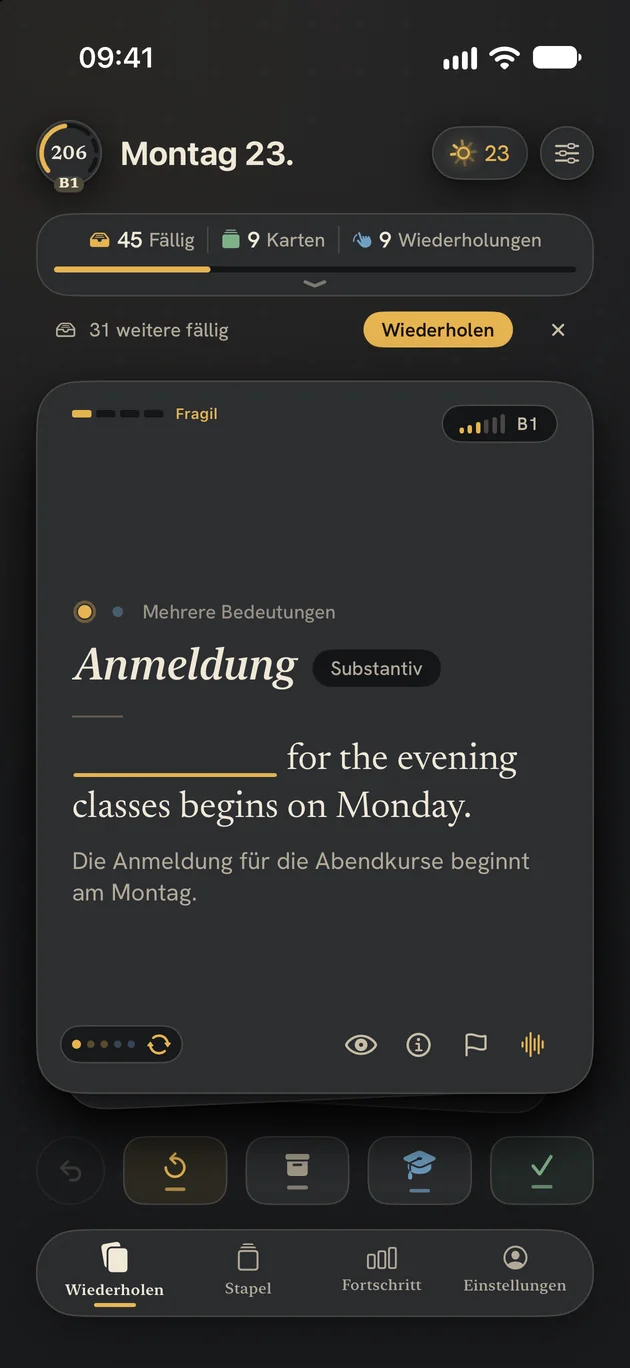 09:41
206
B1
Montag 23.
23
45 Fällig
9 Karten
9 Wiederholungen
31 weitere fällig
Wiederholen
Fragil
B1
Mehrere Bedeutungen
Anmeldung
Substantiv
for the evening
classes begins on Monday.
Die Anmeldung für die Abendkurse beginnt
am Montag.
Wiederholen
Stapel
Fortschritt
Einstellungen